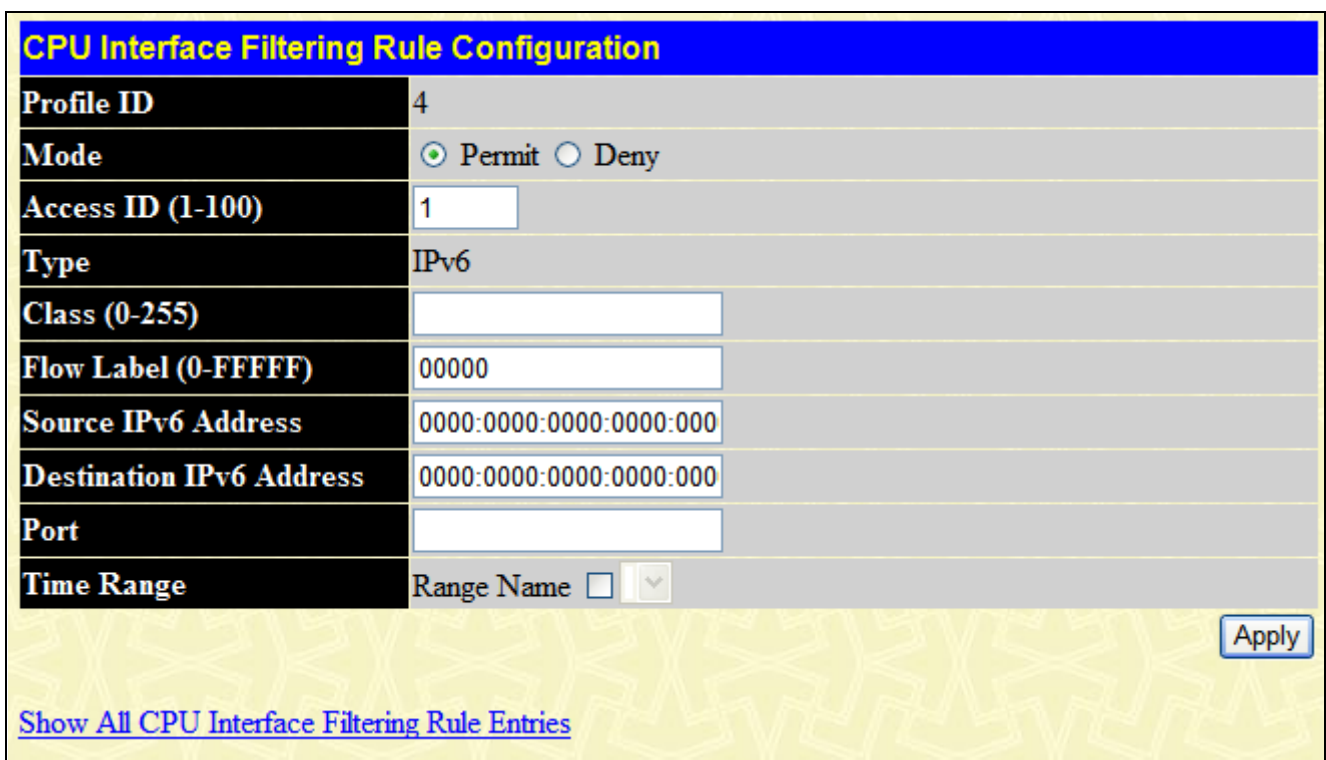 CPU Interface Filtering Rule Configuration
Profile ID 4
Mode Permit Deny
Access ID (1-100) 1
Type IPv6
Class (0-255)
Flow Label (0-FFFFF) 00000
Source IPv6 Address 0000:0000:0000:0000:000
Destination IPv6 Address 0000:0000:0000:0000:000
Port
Time Range Range Name
Apply
Show All CPU Interface Filtering Rule Entries